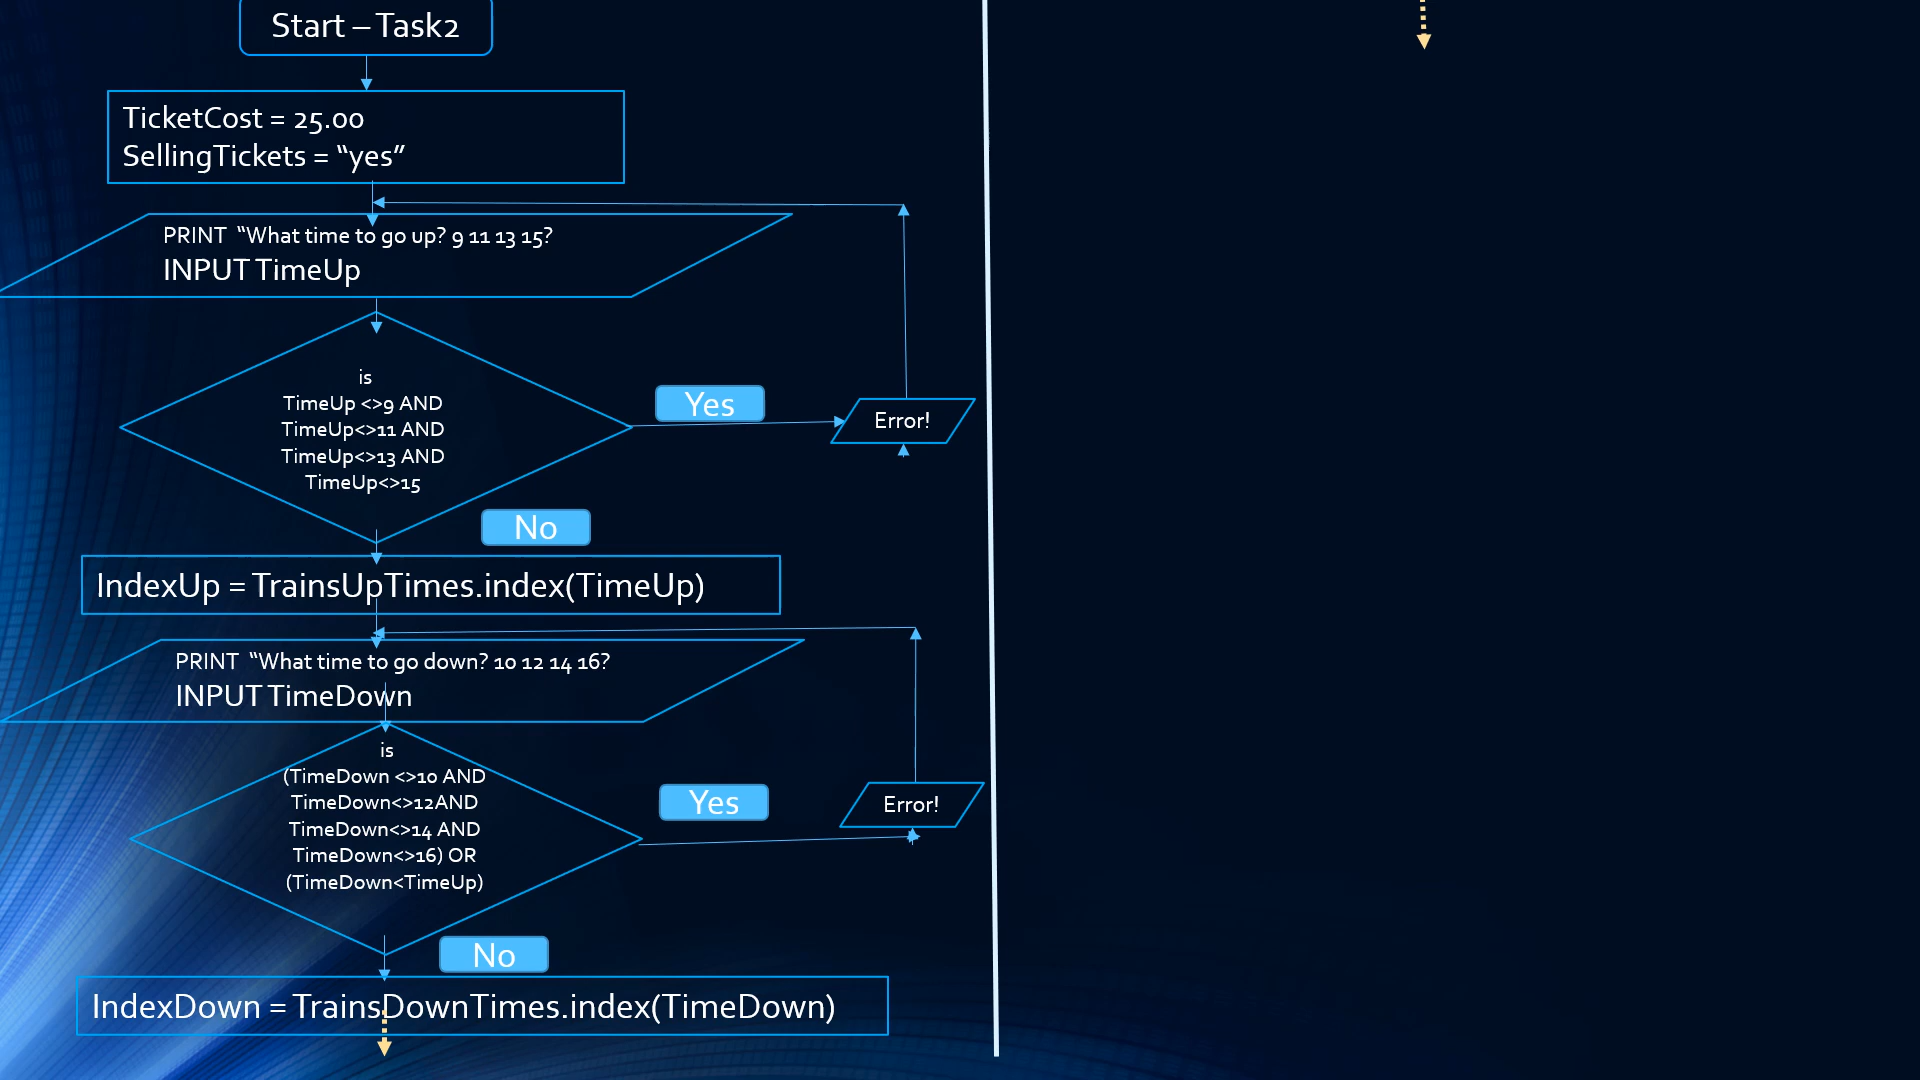 Start – Task2
TicketCost = 25.00
SellingTickets = “yes”
PRINT “What time to go up? 9 11 13 15?
INPUT TimeUp
is
TimeUp <>9 AND
TimeUp<>11 AND
TimeUp<>13 AND
TimeUp<>15
Yes
Error!
No
IndexUp = TrainsUpTimes.index(TimeUp)
PRINT “What time to go down? 10 12 14 16?
INPUT TimeDown
is
(TimeDown <>10 AND
TimeDown<>12AND
TimeDown<>14 AND
TimeDown<>16) OR
(TimeDown<TimeUp)
Yes
Error!
No
IndexDown = TrainsDownTimes.index(TimeDown)